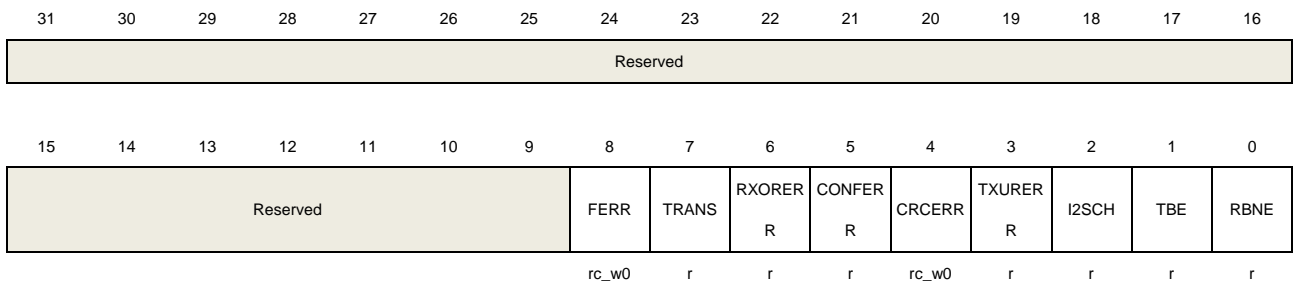 31 30 29 28 27 26 25 24 23 22 21 20 19 18 17 16
Reserved
15 14 13 12 11 10 9 8 7 6 5 4 3 2 1 0
Reserved FERR TRANS RXORER R CONFER R CRCERR TXURER R I2SCH TBE RBNE
rc_w0 r r r rc_w0 r r r r